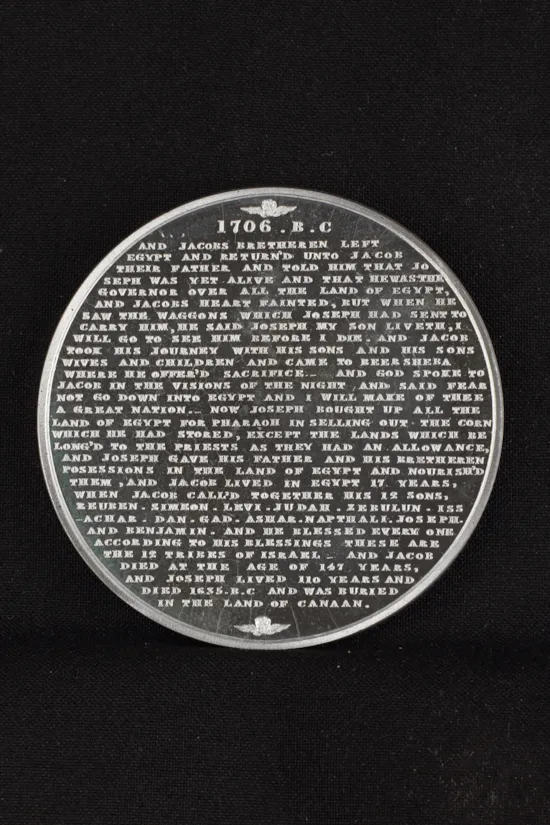 1706.B.C
AND JACOBS BRETHEREN LEFT
EGYPT AND RETURN'D UNTO JACOB
THEIR FATHER AND TOLD HIM THAT JO
SEPH WAS YET ALIVE AND THAT HEWASTHE
GOVERNOR OVER ALL THE LAND OF EGYPT,
AND JACOBS HEART FAINTED, BUT WHEN HE
SAW THE WAGGONS WHICH JOSEPH HAD SENT TO
CARRY HIM, HE SAID JOSEPH MY SON LIVETH, I
WILL GO TO SEE HIM BEFORE I DIE. AND JACOB
TOOK HIS JOURNEY WITH HIS SONS AND HIS SONS
WIVES AND CHILDREN AND CAME TO BEERSHEBA
WHERE HE OFFER'D SACRIFICE... AND GOD SPOKE TO
JACOB IN THE VISIONS OF THE NIGHT AND SAID FEAR
NOT GO DOWN INTO EGYPT AND I WILL MAKE OF THEE
A GREAT NATION... NOW JOSEPH BOUGHT UP ALL THE
LAND OF EGYPT FOR PHARAOH IN SELLING OUT THE CORN
WHICH HE HAD STORED, EXCEPT THE LANDS WHICH BE
LONG'D TO THE PRIESTS AS THEY HAD AN ALLOWANCE,
AND JOSEPH GAVE HIS FATHER AND HIS BRETHEREN
POSESSIONS IN THE LAND OF EGYPT AND NOURISH'D
THEM, AND JACOB LIVED IN EGYPT 17 YEARS,
WHEN JACOB CALL'D TOGETHER HIS 12 SONS,
REUBEN. SIMEON. LEVI. JUDAH. ZEBULUN. ISS
-ACHAR. DAN. GAD. ASHAR. NAPTHALI. JOSEPH.
AND BENJAMIN. AND HE BLESSED EVERY ONE
ACCORDING TO HIS BLESSINGS THESE ARE
THE 12 TRIBES OF ISRAEL... AND JACOB
DIED AT THE AGE OF 147 YEARS,
AND JOSEPH LIVED 110 YEARS AND
DIED 1635.B.C AND WAS BURIED
IN THE LAND OF CANAAN.